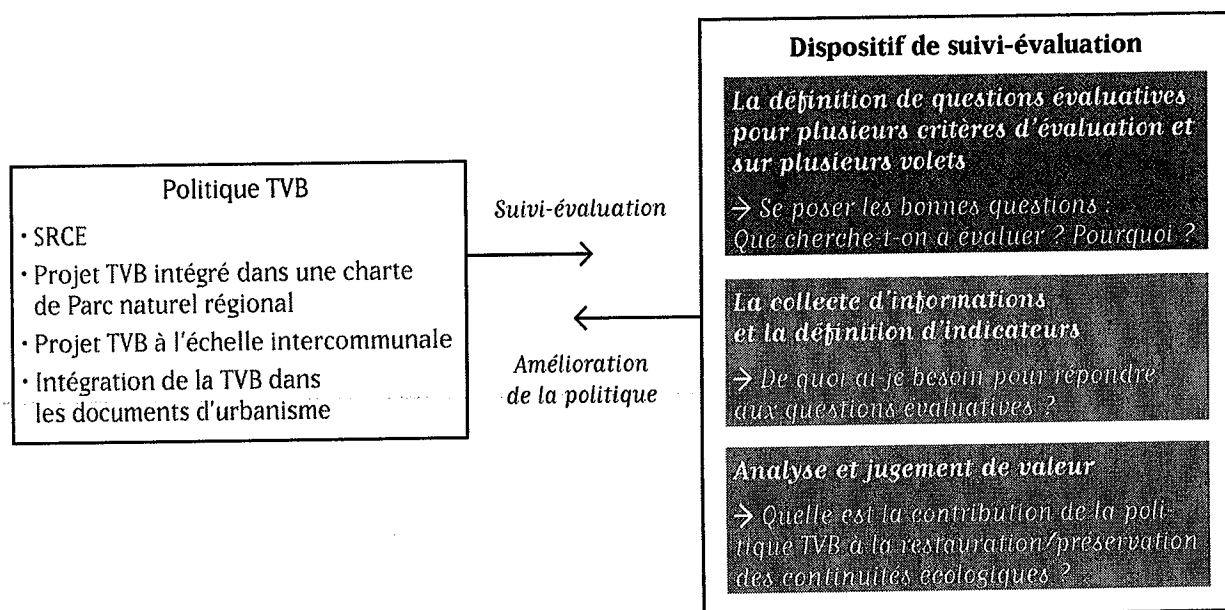 Politique TVB
· SRCE
· Projet TVB intégré dans une charte
de Parc naturel régional
· Projet TVB à l'échelle intercommunale
· Intégration de la TVB dans
les documents d'urbanisme
Suivi-évaluation
Amélioration
de la politique
Dispositif de suivi-évaluation
La définition de questions évaluatives
pour plusieurs critères d'évaluation et
sur plusieurs volets
→ Se poser les bonnes questions :
Que cherche-t-on à évaluer ? Pourquoi ?
La collecte d'informations
et la définition d'indicateurs
→ De quoi ai-je besoin pour répondre
aux questions évaluatives ?
Analyse et jugement de valeur
→ Quelle est la contribution de la poli-
tique TVB à la restauration/préservation
des continuités écologiques ?